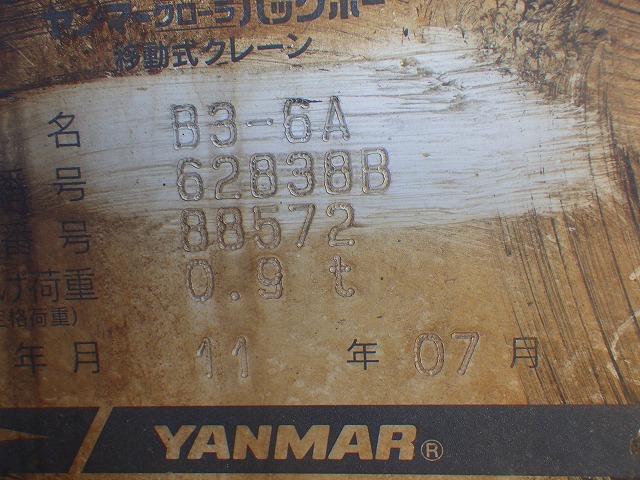 ヤンマークローラバックホー
移動式クレーン
名 B3-6A
番号 62838B
番号 88572
げ荷重 0.9 t
定格荷重)
年月 11 年 07 月
YANMAR®